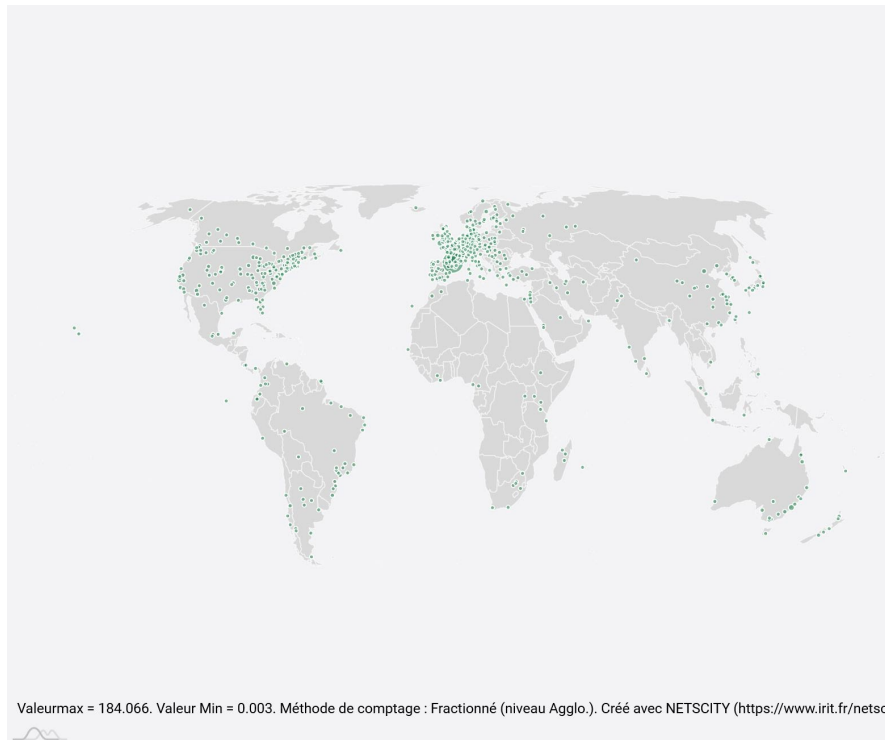 Valeurmax = 184.066. Valeur Min = 0.003. Méthode de comptage : Fractionné (niveau Agglo.). Créé avec NETSCITY (https://www.irit.fr/netsc